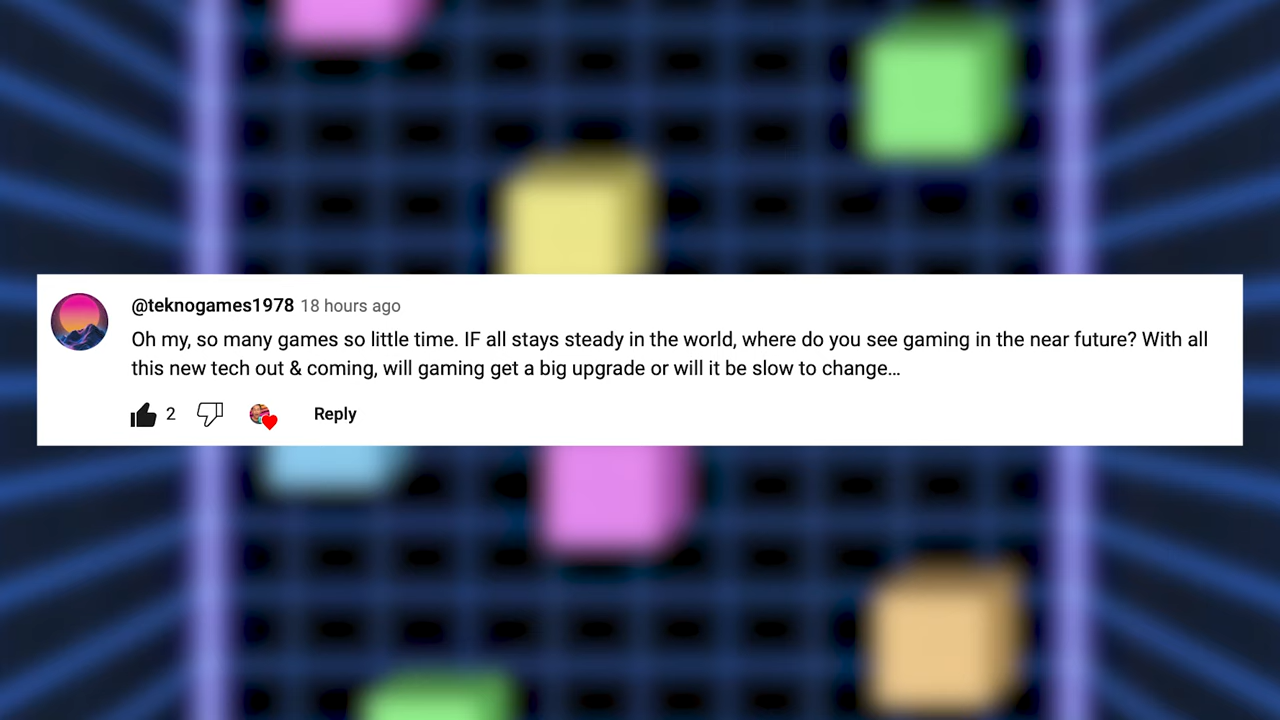 @teknogames1978 18 hours ago
Oh my, so many games so little time. IF all stays steady in the world, where do you see gaming in the near future? With all
this new tech out & coming, will gaming get a big upgrade or will it be slow to change...
2 Reply